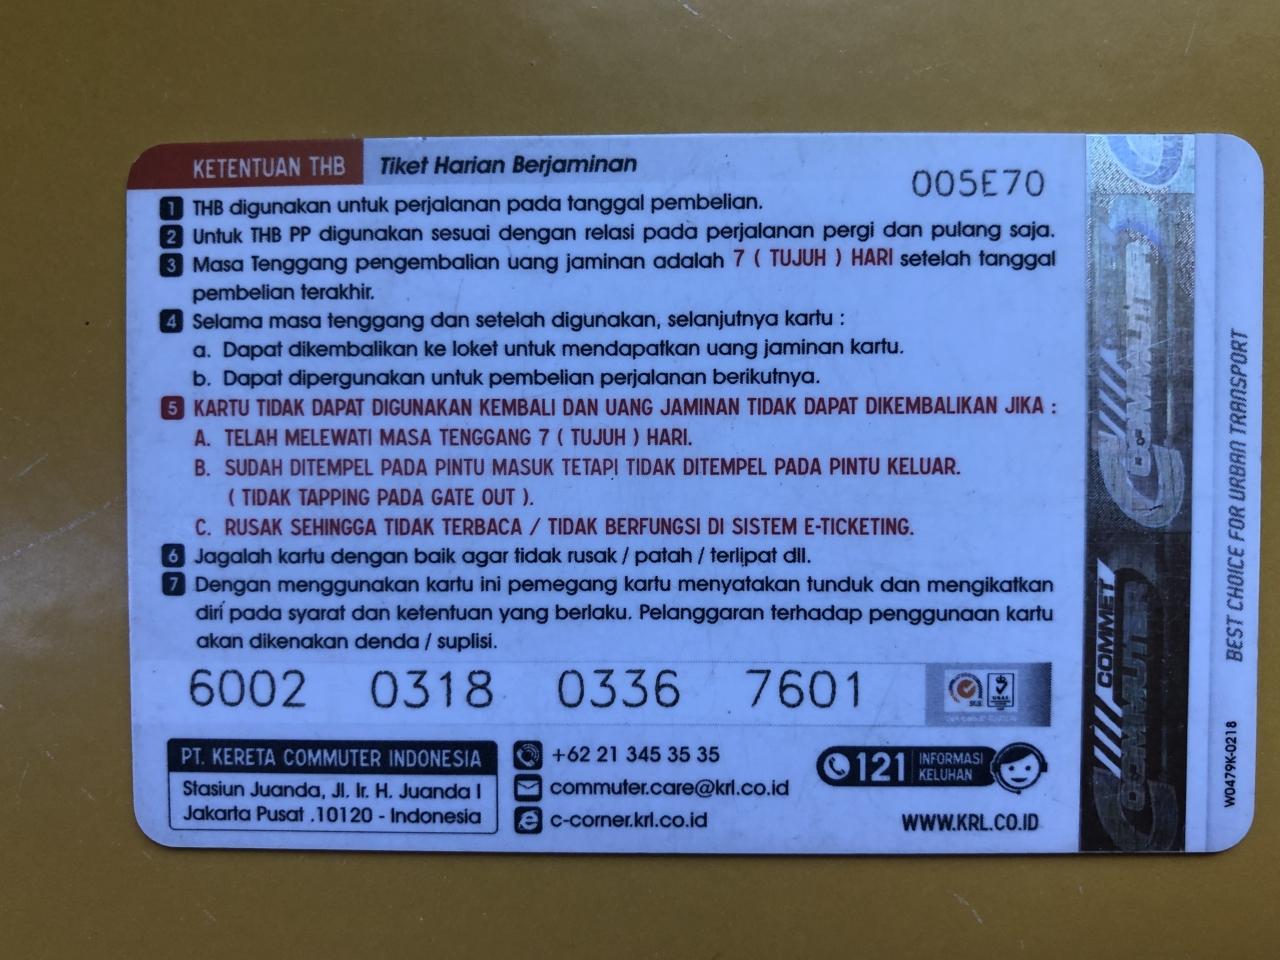 KETENTUAN THB Tiket Harian Berjaminan
005E70
1 THB digunakan untuk perjalanan pada tanggal pembelian.
2 Untuk THB PP digunakan sesuai dengan relasi pada perjalanan pergi dan pulang saja.
3 Masa Tenggang pengembalian uang jaminan adalah 7 ( TUJUH ) HARI setelah tanggal
pembelian terakhir.
4 Selama masa tenggang dan setelah digunakan, selanjutnya kartu :
a. Dapat dikembalikan ke loket untuk mendapatkan uang jaminan kartu.
b. Dapat dipergunakan untuk pembelian perjalanan berikutnya.
5 KARTU TIDAK DAPAT DIGUNAKAN KEMBALI DAN UANG JAMINAN TIDAK DAPAT DIKEMBALIKAN JIKA :
A. TELAH MELEWATI MASA TENGGANG 7 ( TUJUH ) HARI.
B. SUDAH DITEMPEL PADA PINTU MASUK TETAPI TIDAK DITEMPEL PADA PINTU KELUAR.
( TIDAK TAPPING PADA GATE OUT ).
C. RUSAK SEHINGGA TIDAK TERBACA / TIDAK BERFUNGSI DI SISTEM E-TICKETING.
6 Jagalah kartu dengan baik agar tidak rusak / patah / terlipat dll.
7 Dengan menggunakan kartu ini pemegang kartu menyatakan tunduk dan mengikatkan
diri pada syarat dan ketentuan yang berlaku. Pelanggaran terhadap penggunaan kartu
akan dikenakan denda / suplisi.
6002 0318 0336 7601
SGS
UKAS
PT. KERETA COMMUTER INDONESIA
Stasiun Juanda, Jl. Ir. H. Juanda I
Jakarta Pusat .10120 - Indonesia
+62 21 345 35 35
commuter.care@krl.co.id
c-corner.krl.co.id
121 INFORMASI
KELUHAN
WWW.KRL.CO.ID
COMMUTER
COMMET
COMMUTER
BEST CHOICE FOR URBAN TRANSPORT
W0479K-0218